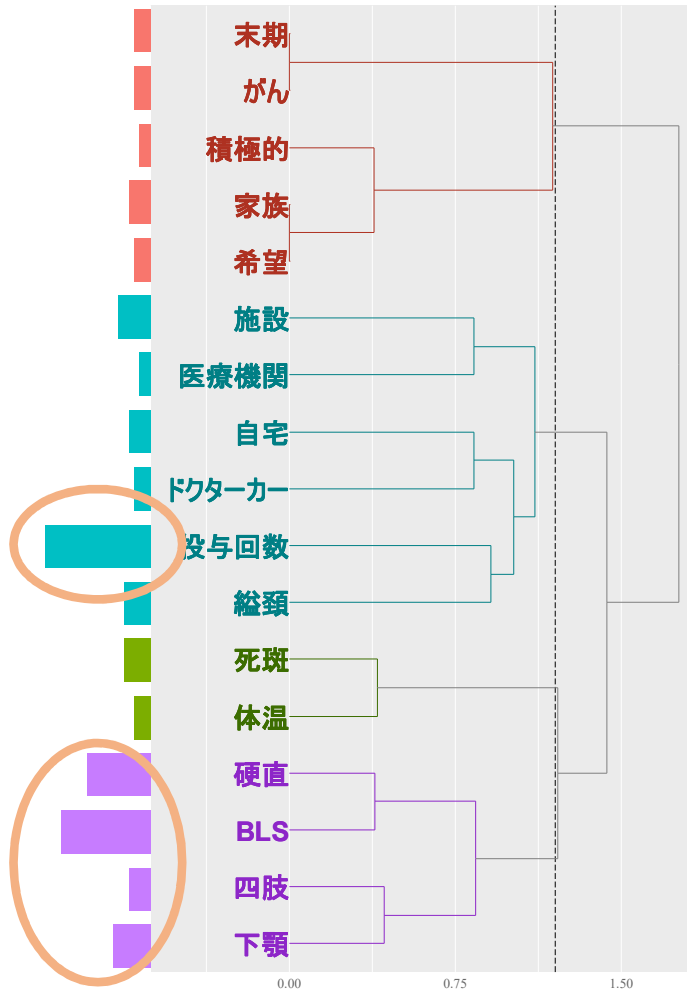 末期
がん
積極的
家族
希望
施設
医療機関
自宅
ドクターカー
投与回数
縊頚
死斑
体温
硬直
BLS
四肢
下顎
0.00 0.75 1.50